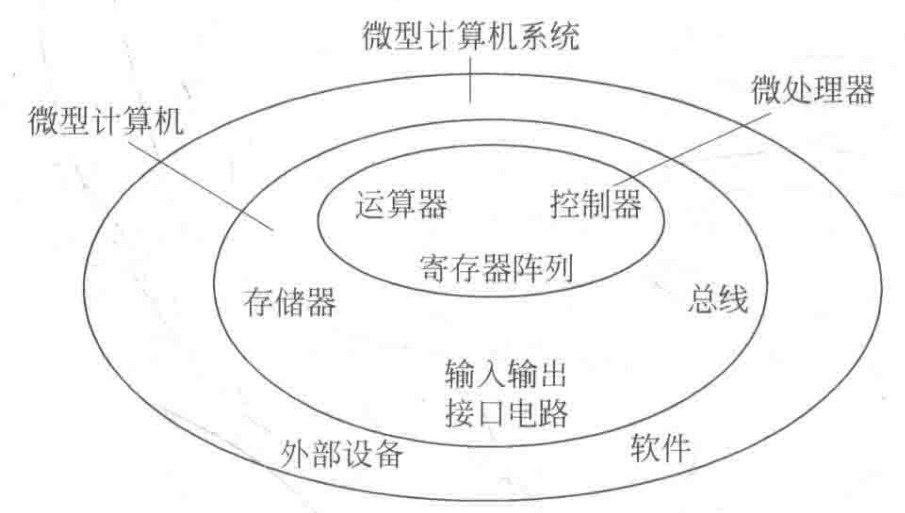 微型计算机系统
微处理器
微型计算机
运算器
控制器
寄存器阵列
存储器
总线
输入输出
接口电路
外部设备
软件